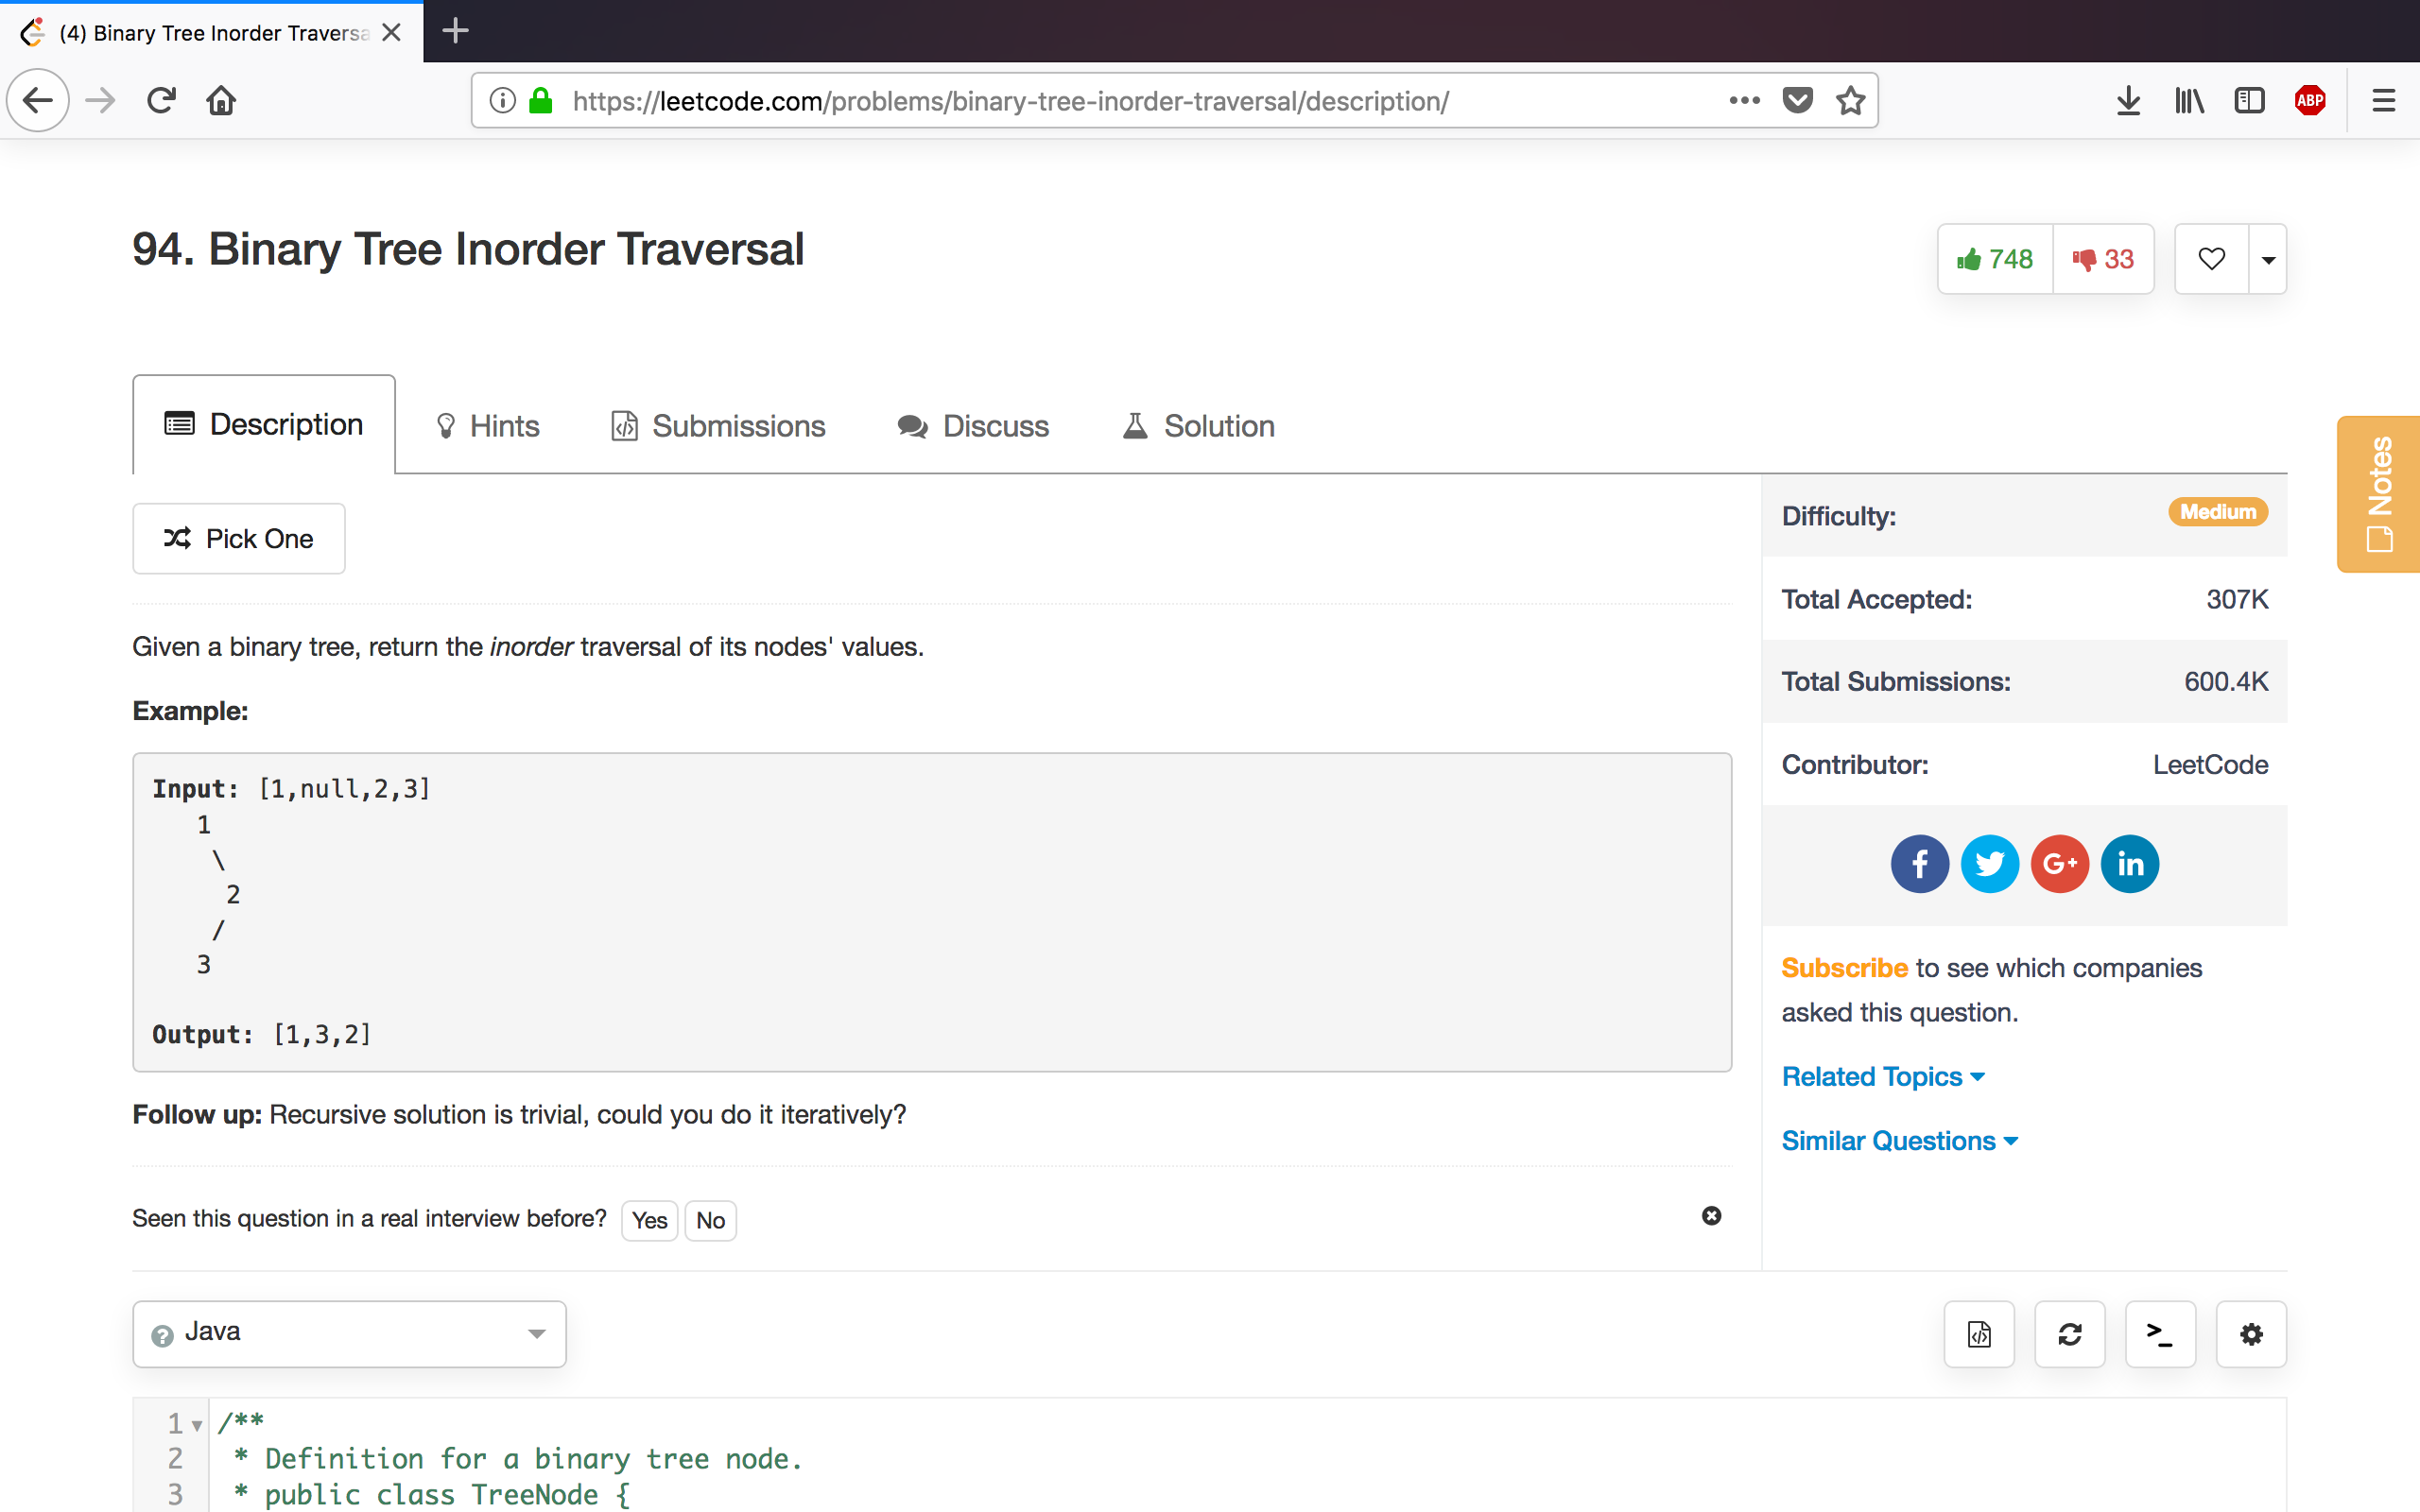 (4) Binary Tree Inorder Traversa
https://leetcode.com/problems/binary-tree-inorder-traversal/description/
ABP
94. Binary Tree Inorder Traversal
748
33
Description
Hints
Submissions
Discuss
Solution
Notes
Pick One
Given a binary tree, return the inorder traversal of its nodes' values.
Example:
Input: [1,null,2,3]
1
\
2
/
3
Output: [1,3,2]
Follow up: Recursive solution is trivial, could you do it iteratively?
Seen this question in a real interview before? Yes No
Difficulty: Medium
Total Accepted: 307K
Total Submissions: 600.4K
Contributor: LeetCode
f
G+
in
Subscribe to see which companies
asked this question.
Related Topics
Similar Questions
? Java
>_
1 /**
2 * Definition for a binary tree node.
3 * public class TreeNode {